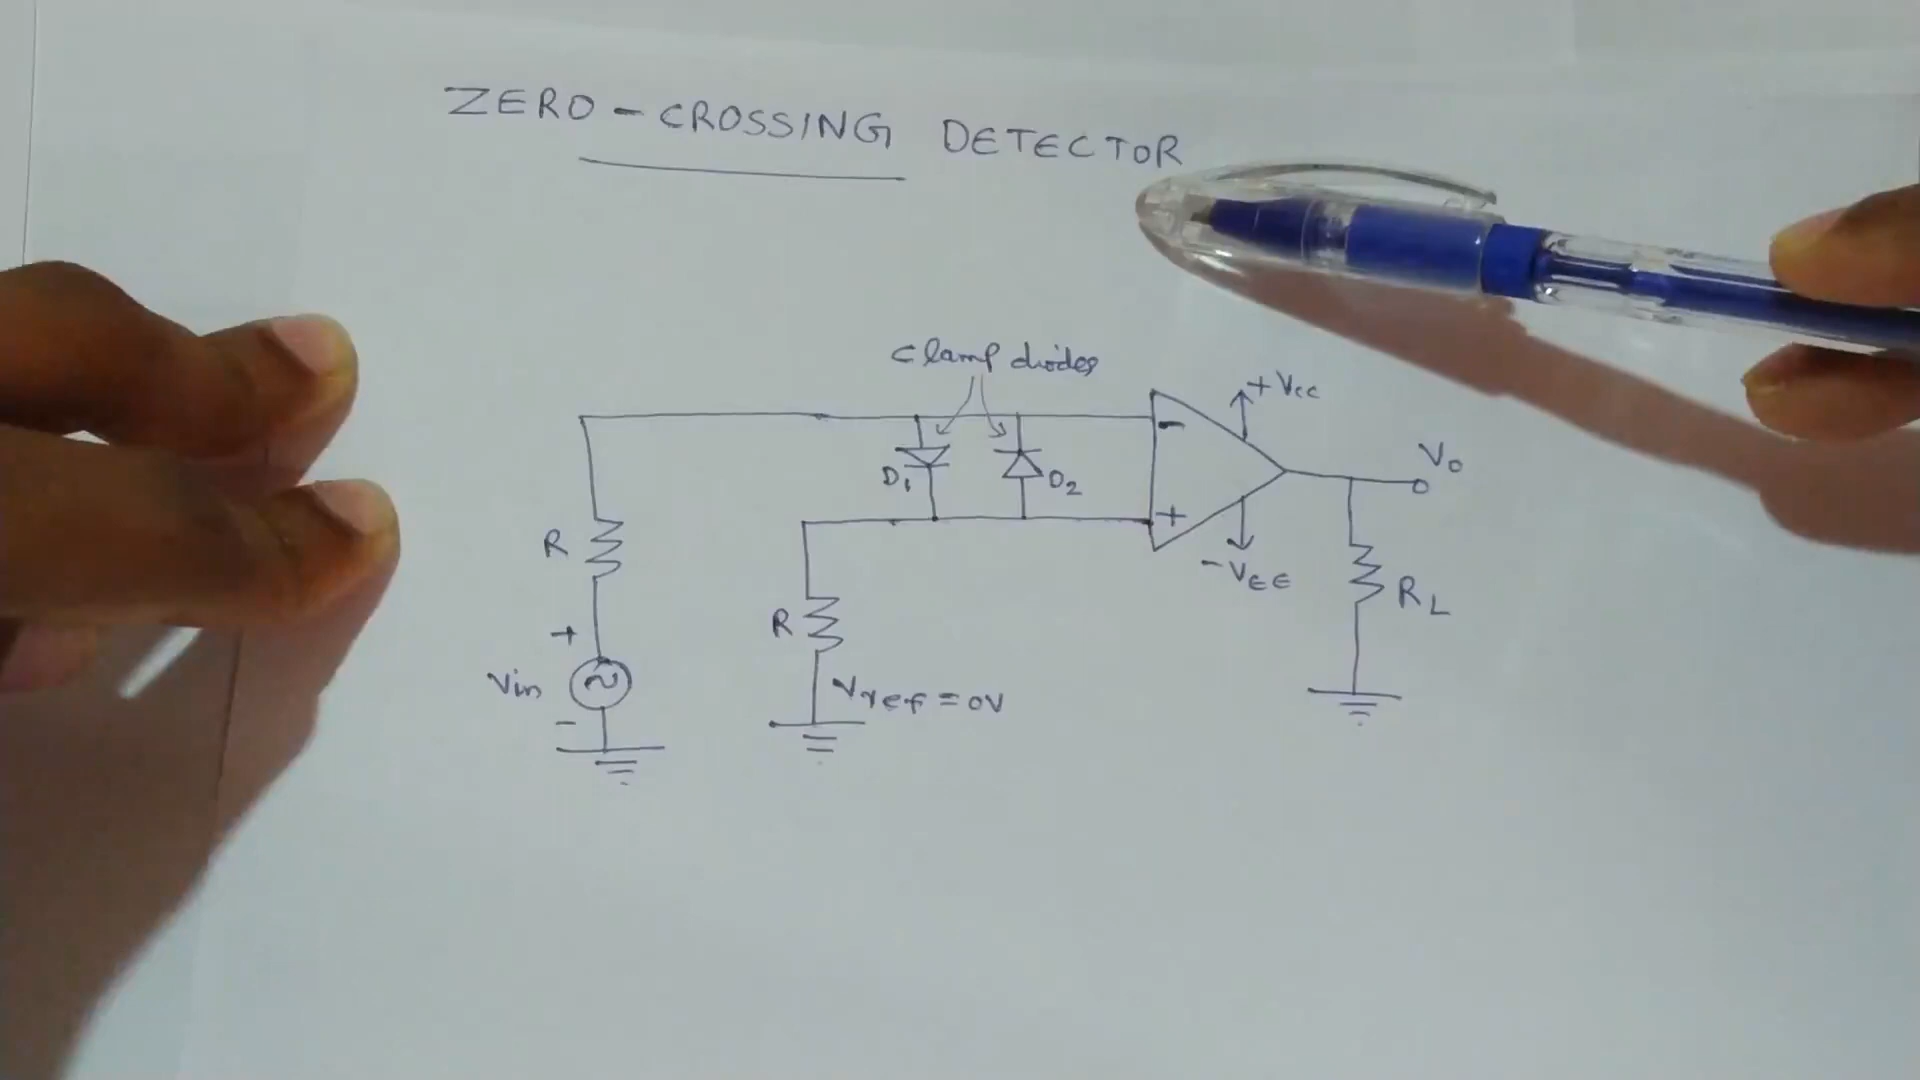 ZERO-CROSSING DETECTOR
Clamp diodes
+Vcc
-
D1
D2
Vo
+
R
-VEE
RL
R
+
Vin
Vref = 0V
-